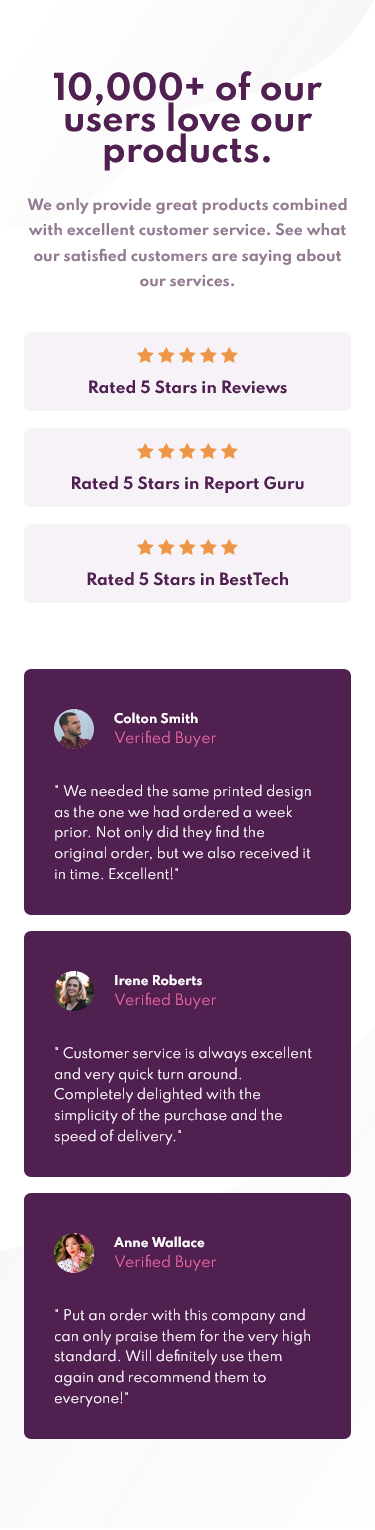 10,000+ of our
users love our
products.
We only provide great products combined
with excellent customer service. See what
our satisfied customers are saying about
our services.
Rated 5 Stars in Reviews
Rated 5 Stars in Report Guru
Rated 5 Stars in BestTech
Colton Smith
Verified Buyer
" We needed the same printed design
as the one we had ordered a week
prior. Not only did they find the
original order, but we also received it
in time. Excellent!"
Irene Roberts
Verified Buyer
" Customer service is always excellent
and very quick turn around.
Completely delighted with the
simplicity of the purchase and the
speed of delivery."
Anne Wallace
Verified Buyer
" Put an order with this company and
can only praise them for the very high
standard. Will definitely use them
again and recommend them to
everyone!"